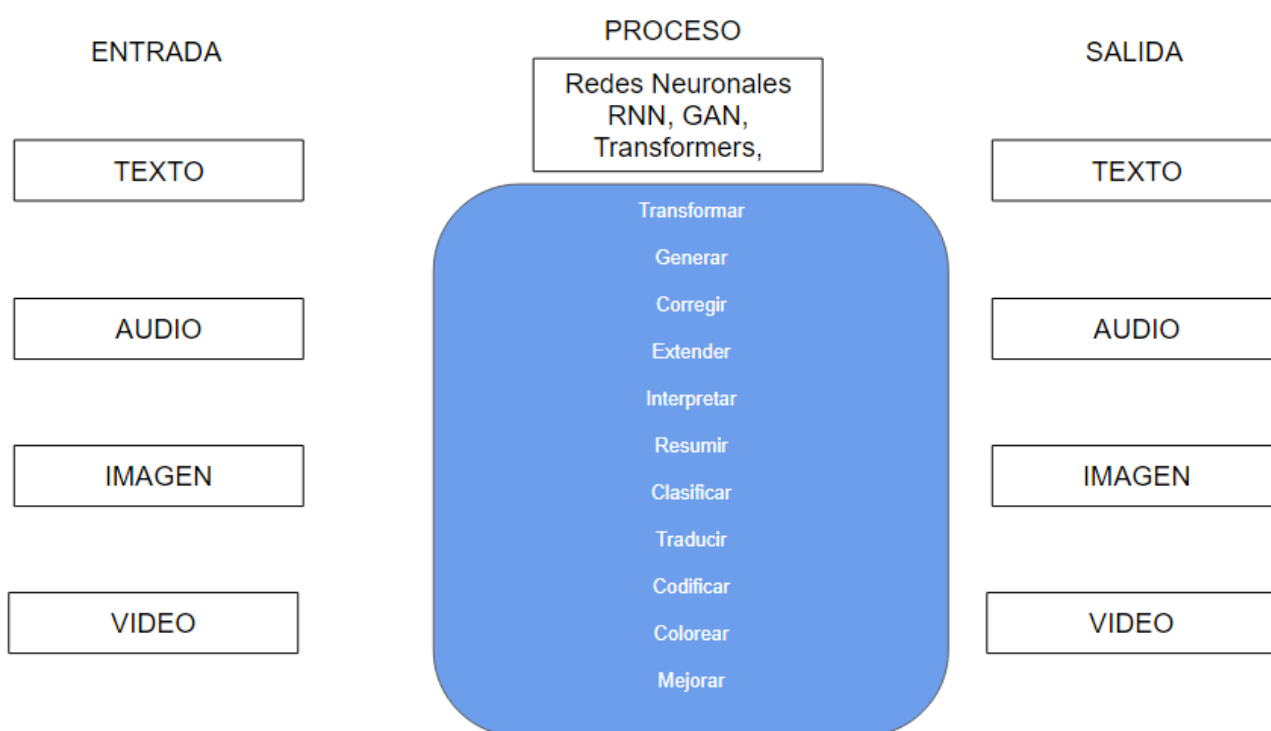 ENTRADA
TEXTO
AUDIO
IMAGEN
VIDEO
PROCESO
Redes Neuronales
RNN, GAN,
Transformers,
Transformar
Generar
Corregir
Extender
Interpretar
Resumir
Clasificar
Traducir
Codificar
Colorear
Mejorar
SALIDA
TEXTO
AUDIO
IMAGEN
VIDEO